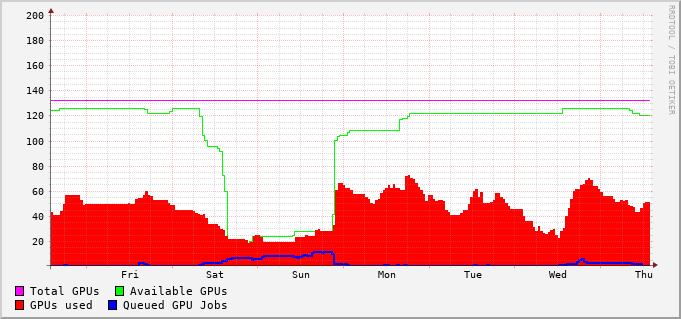 200
180
160
140
120
100
80
60
40
20
Fri Sat Sun Mon Tue Wed Thu
Total GPUs Available GPUs
GPUs used Queued GPU Jobs
RRDTOOL / TOBI OETIKER